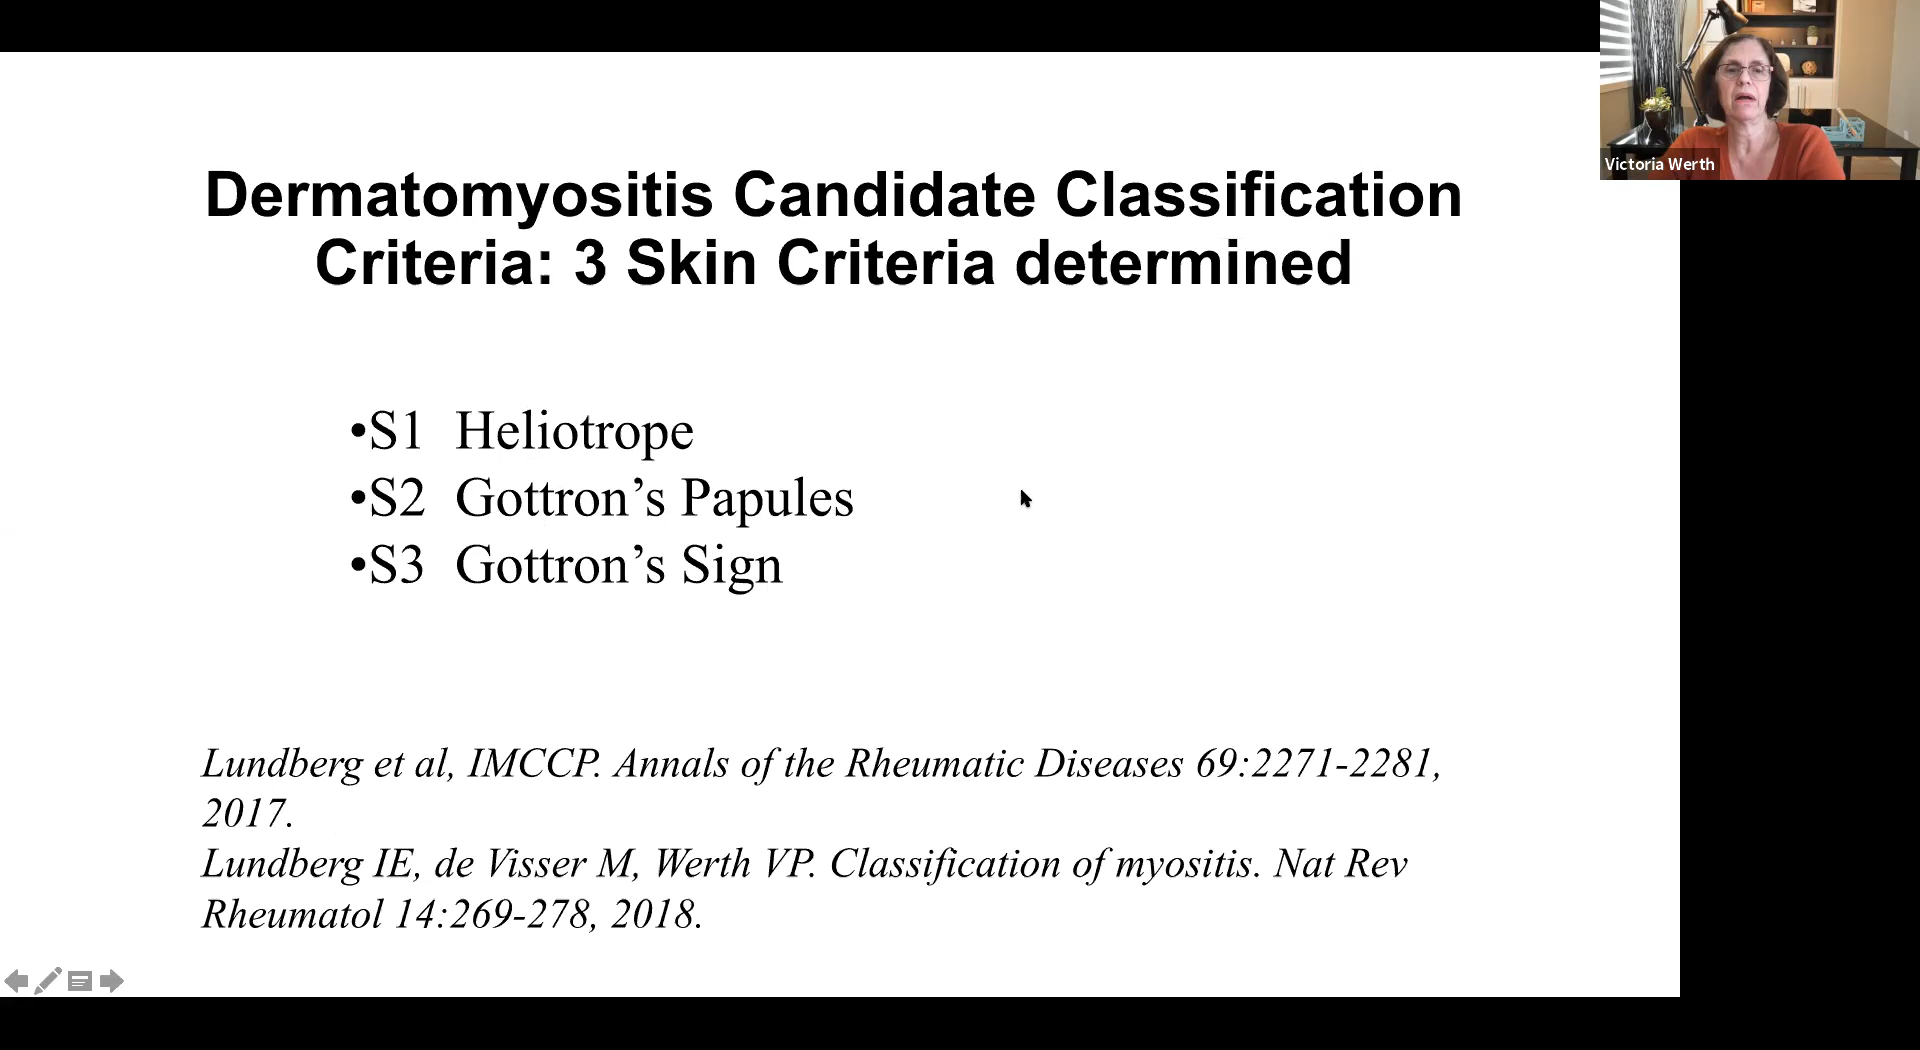 Victoria Werth
Dermatomyositis Candidate Classification
Criteria: 3 Skin Criteria determined
•S1 Heliotrope
•S2 Gottron’s Papules
•S3 Gottron’s Sign
Lundberg et al, IMCCP. Annals of the Rheumatic Diseases 69:2271-2281,
2017.
Lundberg IE, de Visser M, Werth VP. Classification of myositis. Nat Rev
Rheumatol 14:269-278, 2018.